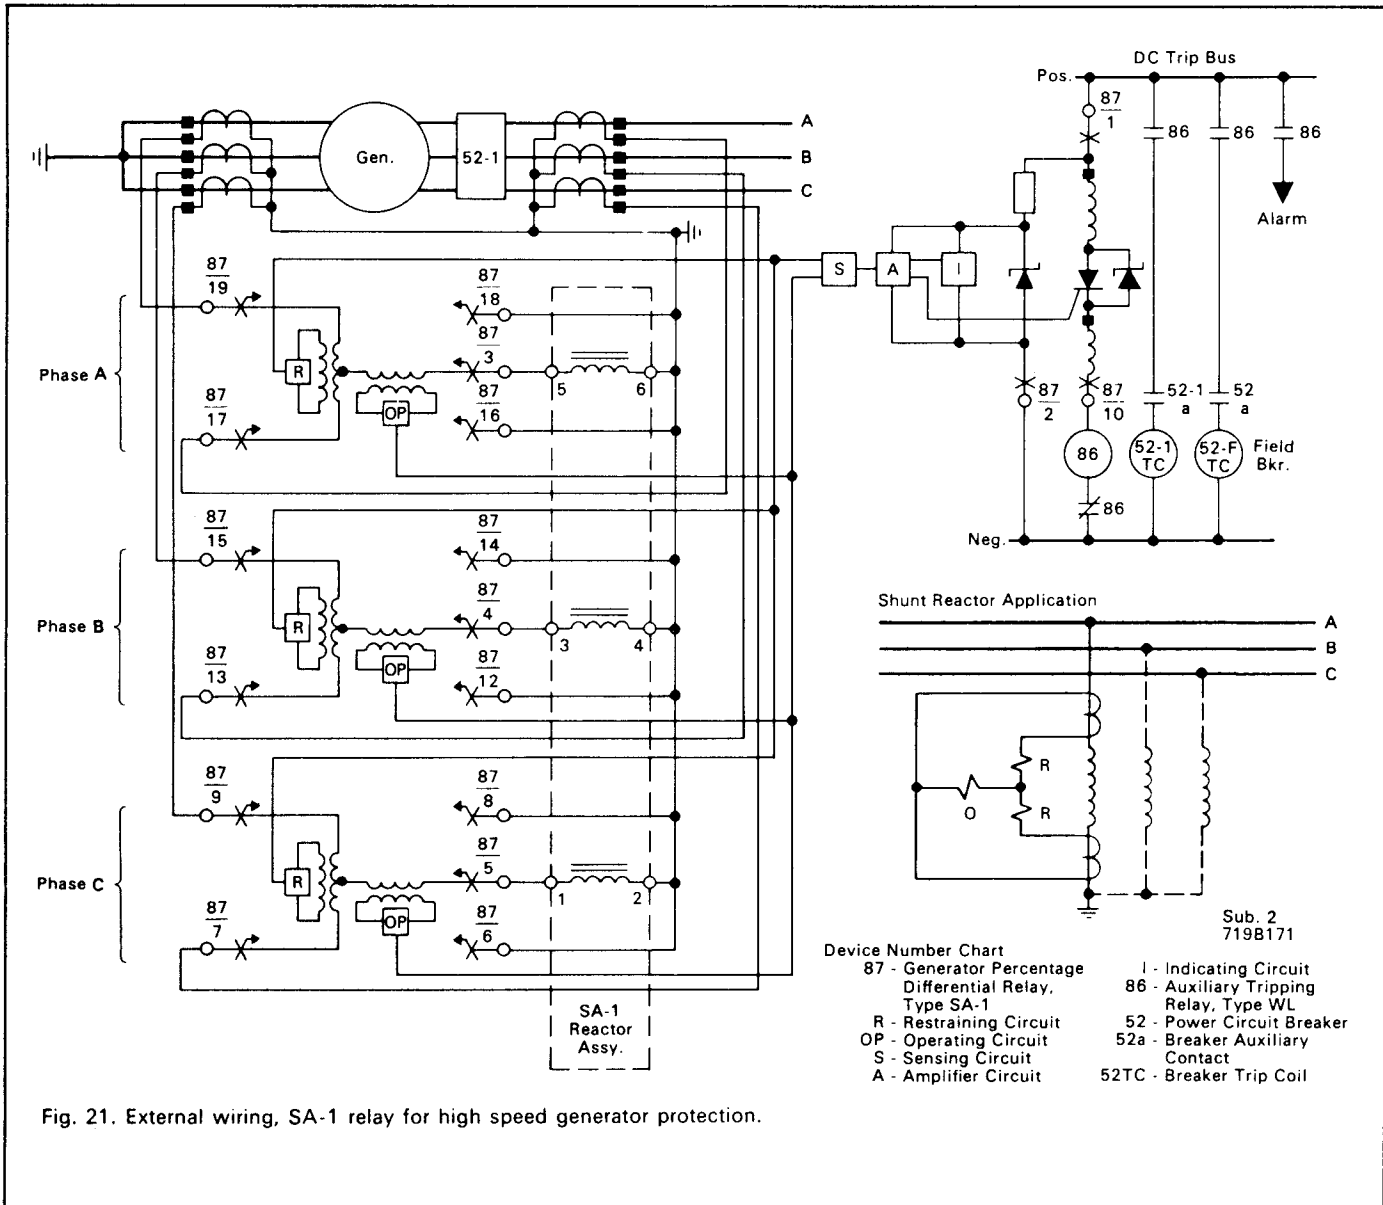 DC Trip Bus
Pos.
87
1
86
86
86
Alarm
A
B
C
Gen.
52-1
S
A
I
87
2
87
10
52-1
a
52
a
86
52-1
TC
52-F
TC
Field
Bkr.
86
Neg.
Phase A
87
19
87
17
R
OP
87
18
87
3
87
16
5
6
Phase B
87
15
87
13
R
OP
87
14
87
4
87
12
3
4
Phase C
87
9
87
7
R
OP
87
8
87
5
87
6
1
2
SA-1
Reactor
Assy.
Shunt Reactor Application
A
B
C
R
R
O
Sub. 2
719B171
Device Number Chart
87 - Generator Percentage
Differential Relay,
Type SA-1
R - Restraining Circuit
OP - Operating Circuit
S - Sensing Circuit
A - Amplifier Circuit
I - Indicating Circuit
86 - Auxiliary Tripping
Relay, Type WL
52 - Power Circuit Breaker
52a - Breaker Auxiliary
Contact
52TC - Breaker Trip Coil
Fig. 21. External wiring, SA-1 relay for high speed generator protection.